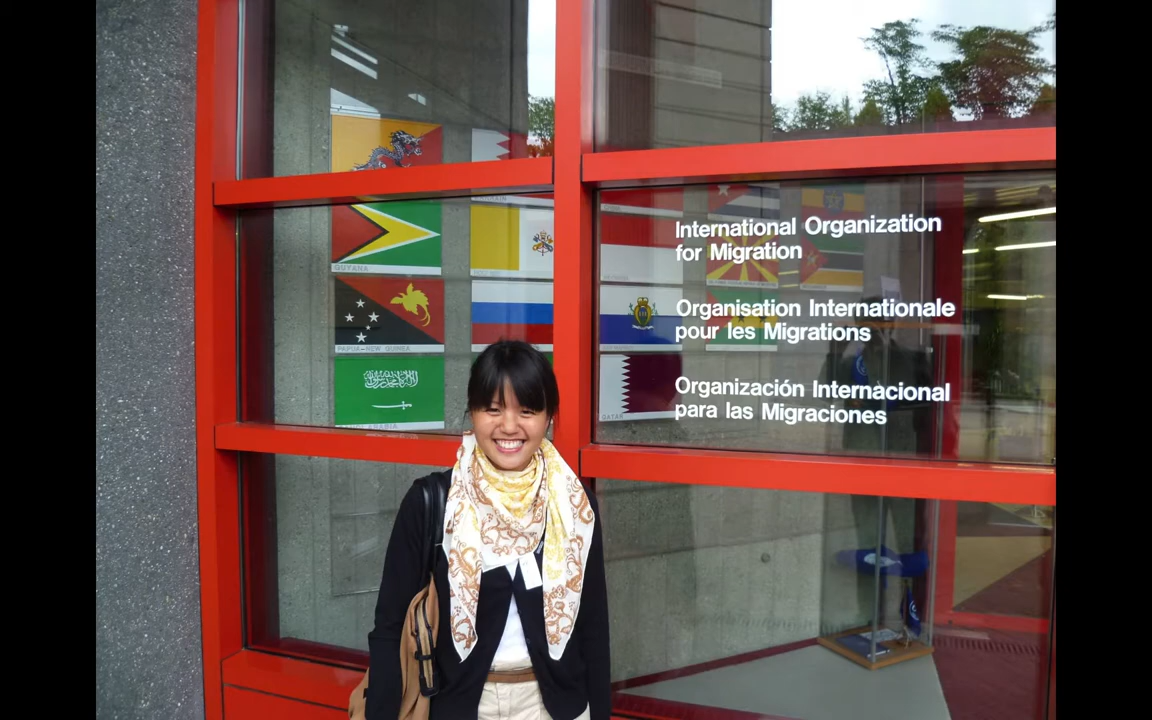 International Organization
for Migration
Organisation Internationale
pour les Migrations
Organización Internacional
para las Migraciones
GUYANA
PAPUA-NEW GUINEA
QATAR
ARABIA